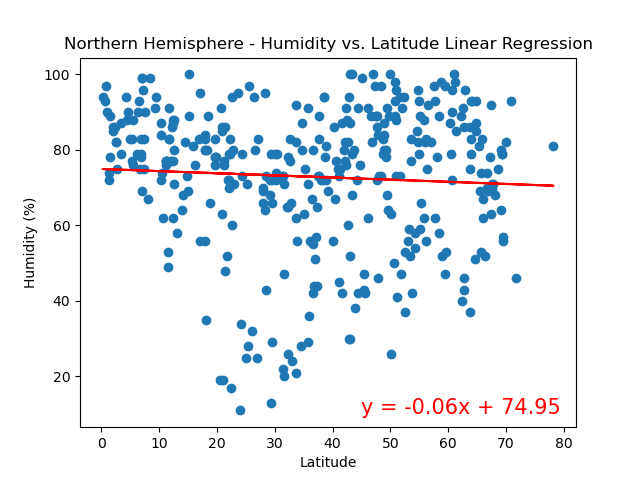 Northern Hemisphere - Humidity vs. Latitude Linear Regression
100
80
60
40
20
Humidity (%)
y = -0.06x + 74.95
0 10 20 30 40 50 60 70 80
Latitude